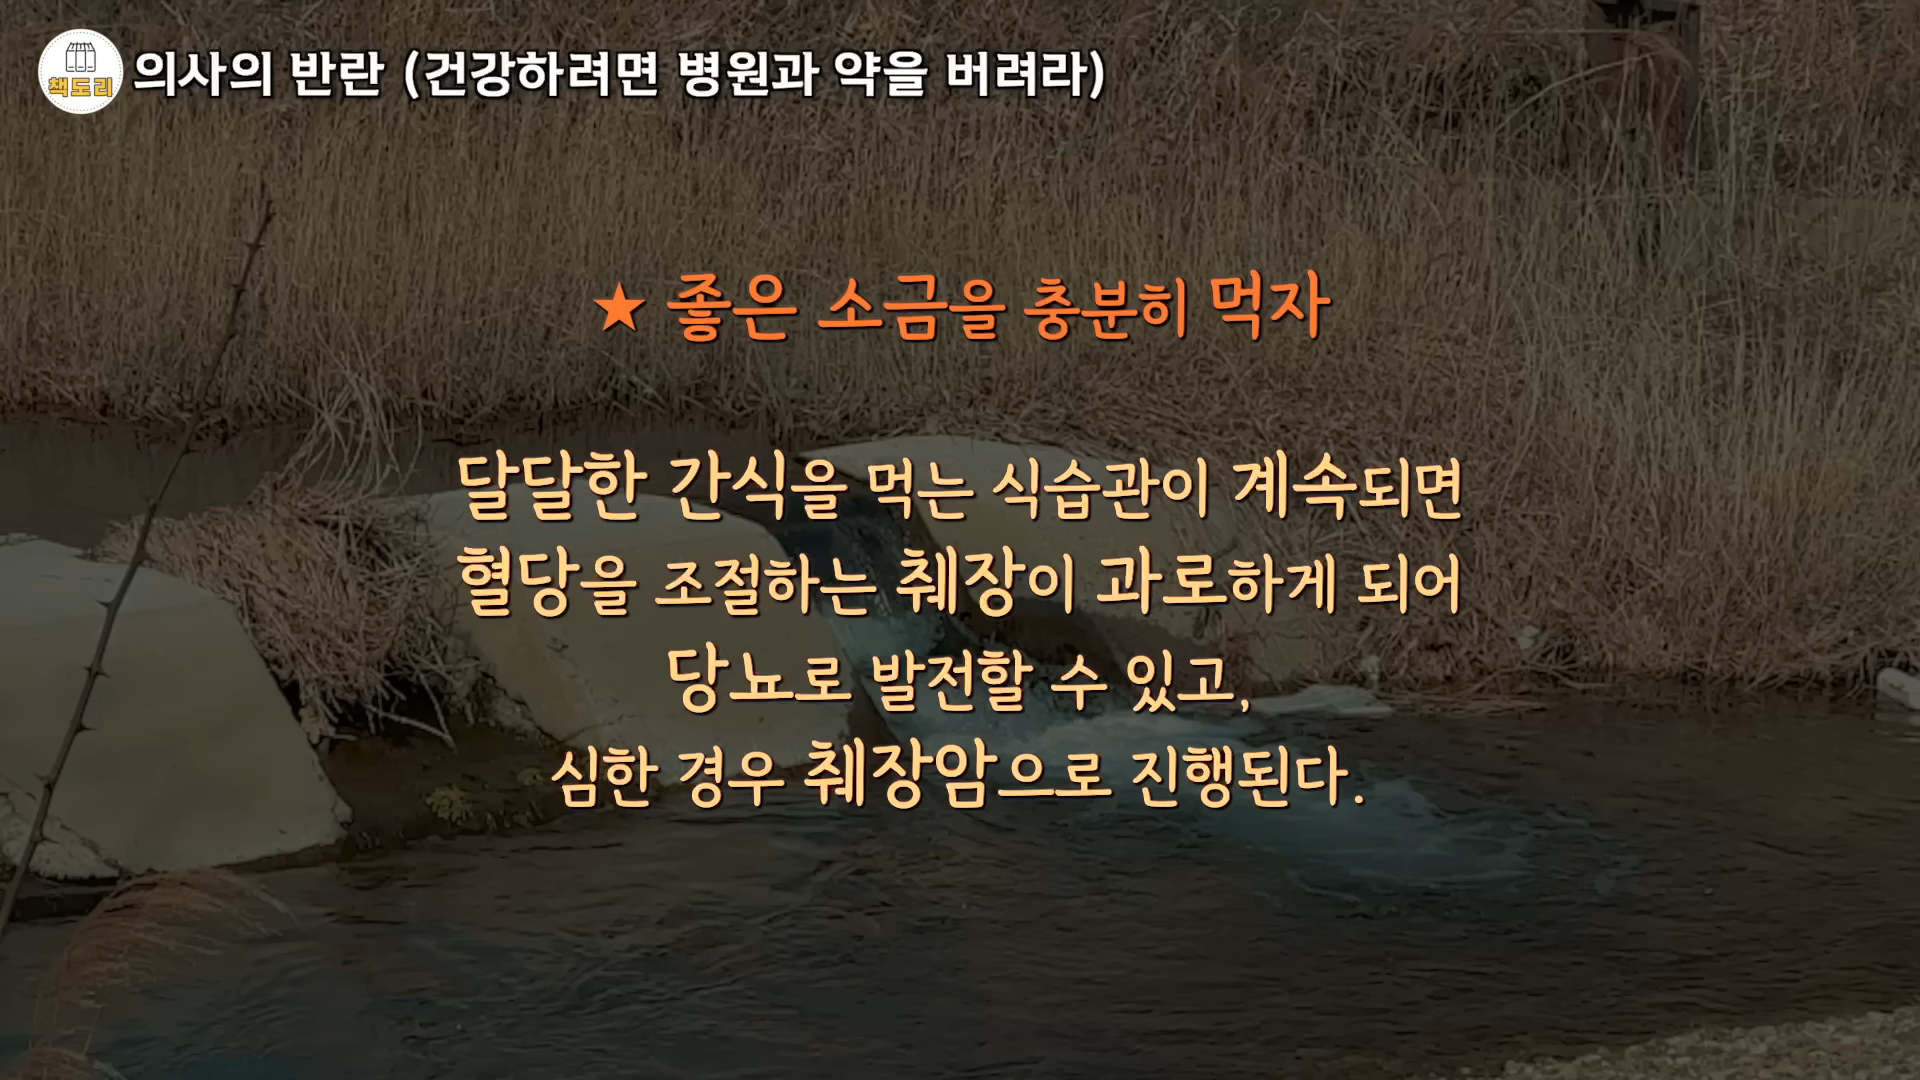 책도리
의사의 반란 (건강하려면 병원과 약을 버려라)
★ 좋은 소금을 충분히 먹자
달달한 간식을 먹는 식습관이 계속되면
혈당을 조절하는 췌장이 과로하게 되어
당뇨로 발전할 수 있고,
심한 경우 췌장암으로 진행된다.